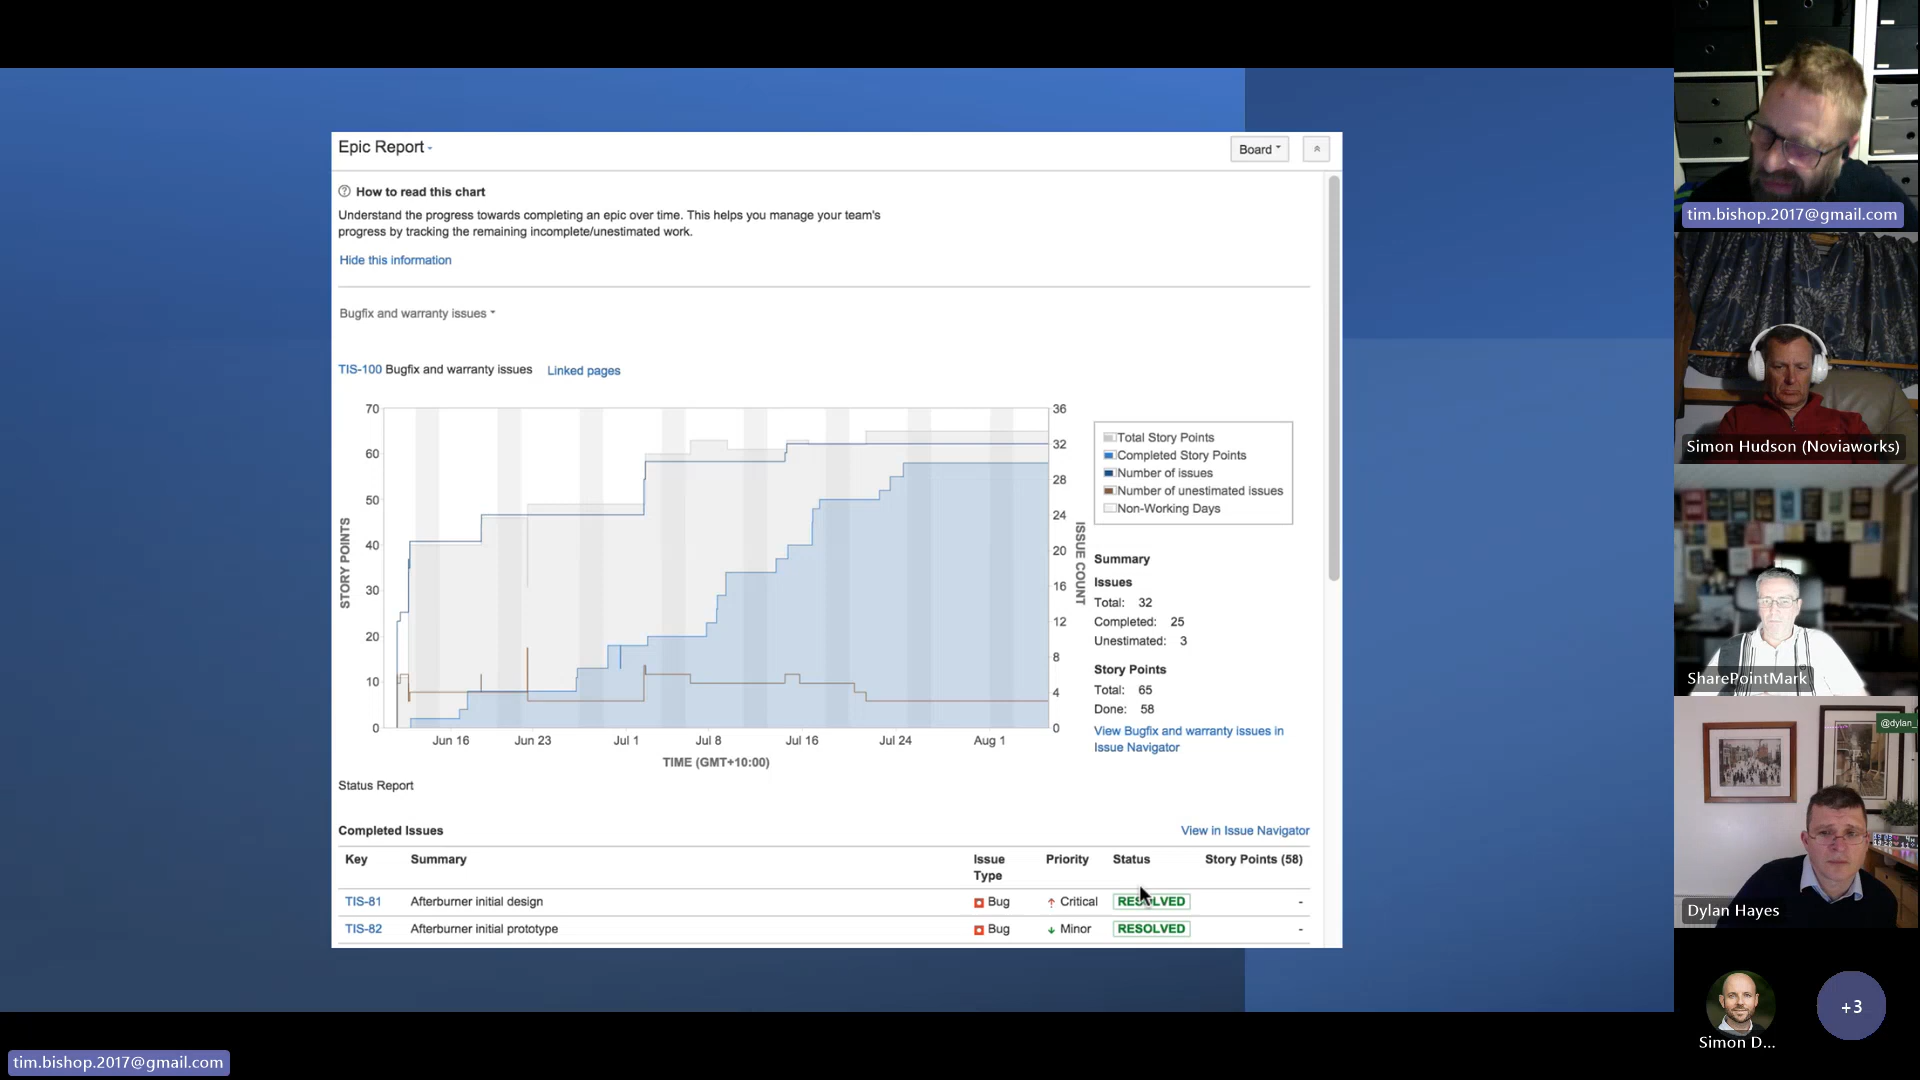 Epic Report
Board
How to read this chart
Understand the progress towards completing an epic over time. This helps you manage your team's
progress by tracking the remaining incomplete/unestimated work.
Hide this information
Bugfix and warranty issues
TIS-100 Bugfix and warranty issues Linked pages
70
60
50
40
30
20
10
0
STORY POINTS
36
32
28
24
20
16
12
8
4
0
ISSUE COUNT
Jun 16 Jun 23 Jul 1 Jul 8 Jul 16 Jul 24 Aug 1
TIME (GMT+10:00)
Total Story Points
Completed Story Points
Number of issues
Number of unestimated issues
Non-Working Days
Summary
Issues
Total: 32
Completed: 25
Unestimated: 3
Story Points
Total: 65
Done: 58
View Bugfix and warranty issues in
Issue Navigator
Status Report
Completed Issues View in Issue Navigator
Key Summary Issue Type Priority Status Story Points (58)
TIS-81 Afterburner initial design Bug Critical RESOLVED -
TIS-82 Afterburner initial prototype Bug Minor RESOLVED -
tim.bishop.2017@gmail.com
Simon Hudson (Noviaworks)
SharePointMark
@dylan_
Dylan Hayes
Simon D...
+3
tim.bishop.2017@gmail.com